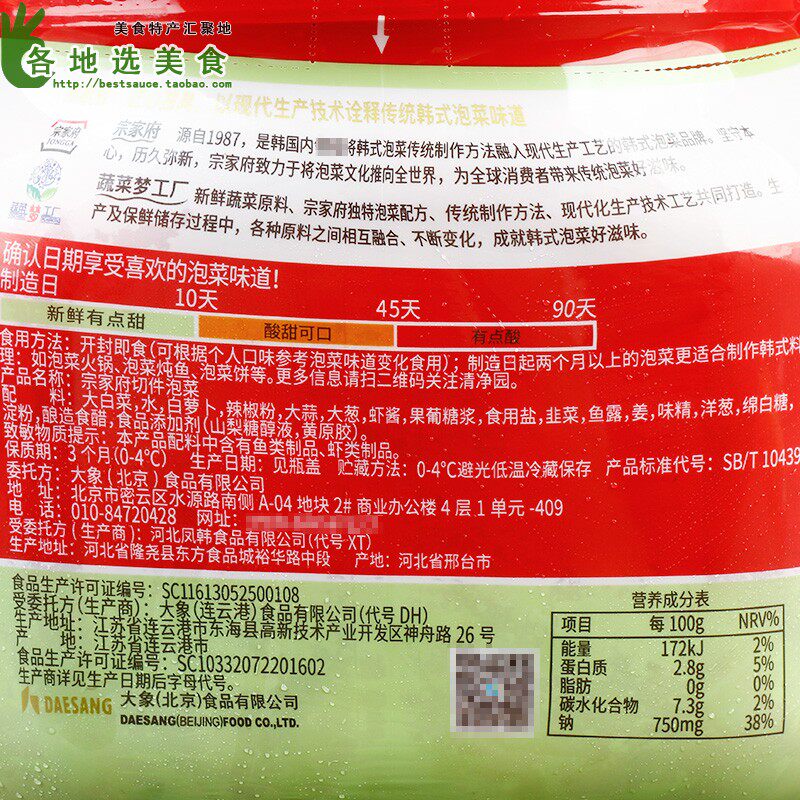 美食特产汇聚地
各地选美食
http://bestsauce.taobao.com
以现代生产技术诠释传统韩式泡菜味道
宗家府
JONGGA
宗家府 源自1987，是韩国内 将韩式泡菜传统制作方法融入现代生产工艺的韩式泡菜品牌。坚守本
心，历久弥新，宗家府致力于将泡菜文化推向全世界，为全球消费者带来传统泡菜好滋味。
蔬菜梦工厂
蔬菜梦工厂 新鲜蔬菜原料、宗家府独特泡菜配方、传统制作方法、现代化生产技术工艺共同打造。生
产及保鲜储存过程中，各种原料之间相互融合、不断变化，成就韩式泡菜好滋味。
确认日期享受喜欢的泡菜味道!
制造日 10天 45天 90天
新鲜有点甜 酸甜可口 有点酸
食用方法：开封即食(可根据个人口味参考泡菜味道变化食用)；制造日起两个月以上的泡菜更适合制作韩式料
理：如泡菜火锅、泡菜炖鱼、泡菜饼等。更多信息请扫二维码关注清净园。
产品名称：宗家府切件泡菜
配 料：大白菜,水,白萝卜,辣椒粉,大蒜,大葱,虾酱,果葡糖浆,食用盐,韭菜,鱼露,姜,味精,洋葱,绵白糖,
淀粉,酿造食醋,食品添加剂(山梨糖醇液,黄原胶)。
致敏物质提示：本产品配料中含有鱼类制品、虾类制品。
保质期：3个月(0-4℃) 生产日期：见瓶盖 贮藏方法：0-4℃避光低温冷藏保存 产品标准代号：SB/T 10439
委托方：大象（北京）食品有限公司
地 址：北京市密云区水源路南侧 A-04 地块 2# 商业办公楼 4 层 1 单元 -409
电 话：010-84720428 网址：
受委托方（生产商）：河北凤韩食品有限公司(代号 XT)
生产地址：河北省隆尧县东方食品城裕华路中段 产地：河北省邢台市
食品生产许可证编号：SC11613052500108
受委托方（生产商）：大象（连云港）食品有限公司(代号 DH)
生产地址：江苏省连云港市东海县高新技术产业开发区神舟路 26 号
产 地：江苏省连云港市
食品生产许可证编号：SC10332072201602
生产商详见生产日期后字母代号。
DAESANG 大象（北京）食品有限公司
DAESANG(BEIJING)FOOD CO.,LTD.
营养成分表
项目 每 100g NRV%
能量 172kJ 2%
蛋白质 2.8g 5%
脂肪 0g 0%
碳水化合物 7.3g 2%
钠 750mg 38%